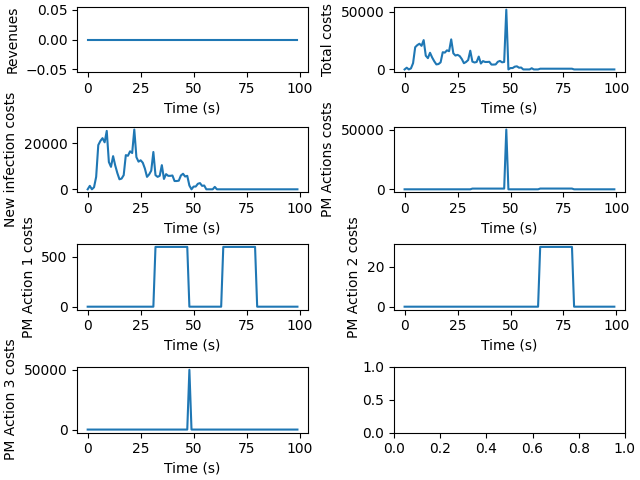 Revenues
0.05
0.00
−0.05
0 25 50 75 100
Time (s)
Total costs
50000
0
0 25 50 75 100
Time (s)
New infection costs
20000
0
0 25 50 75 100
Time (s)
PM Actions costs
50000
0
0 25 50 75 100
Time (s)
PM Action 1 costs
500
0
0 25 50 75 100
Time (s)
PM Action 2 costs
20
0
0 25 50 75 100
Time (s)
PM Action 3 costs
50000
0
0 25 50 75 100
Time (s)
1.0
0.5
0.0
0.0 0.2 0.4 0.6 0.8 1.0